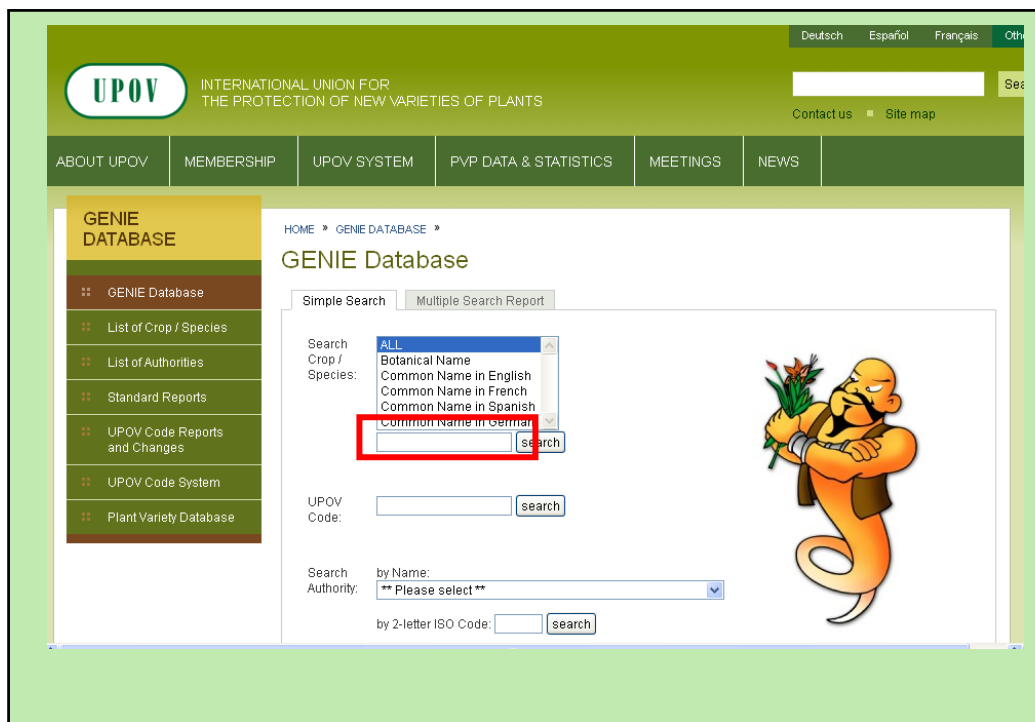 Deutsch Español Français
UPOV
INTERNATIONAL UNION FOR
THE PROTECTION OF NEW VARIETIES OF PLANTS
Contact us Site map
ABOUT UPOV MEMBERSHIP UPOV SYSTEM PVP DATA & STATISTICS MEETINGS NEWS
GENIE
DATABASE
GENIE Database
List of Crop / Species
List of Authorities
Standard Reports
UPOV Code Reports
and Changes
UPOV Code System
Plant Variety Database
HOME » GENIE DATABASE »
GENIE Database
Simple Search Multiple Search Report
Search
Crop /
Species:
ALL
Botanical Name
Common Name in English
Common Name in French
Common Name in Spanish
Common Name in German
search
UPOV
Code:
search
Search
Authority:
by Name:
** Please select **
by 2-letter ISO Code: search